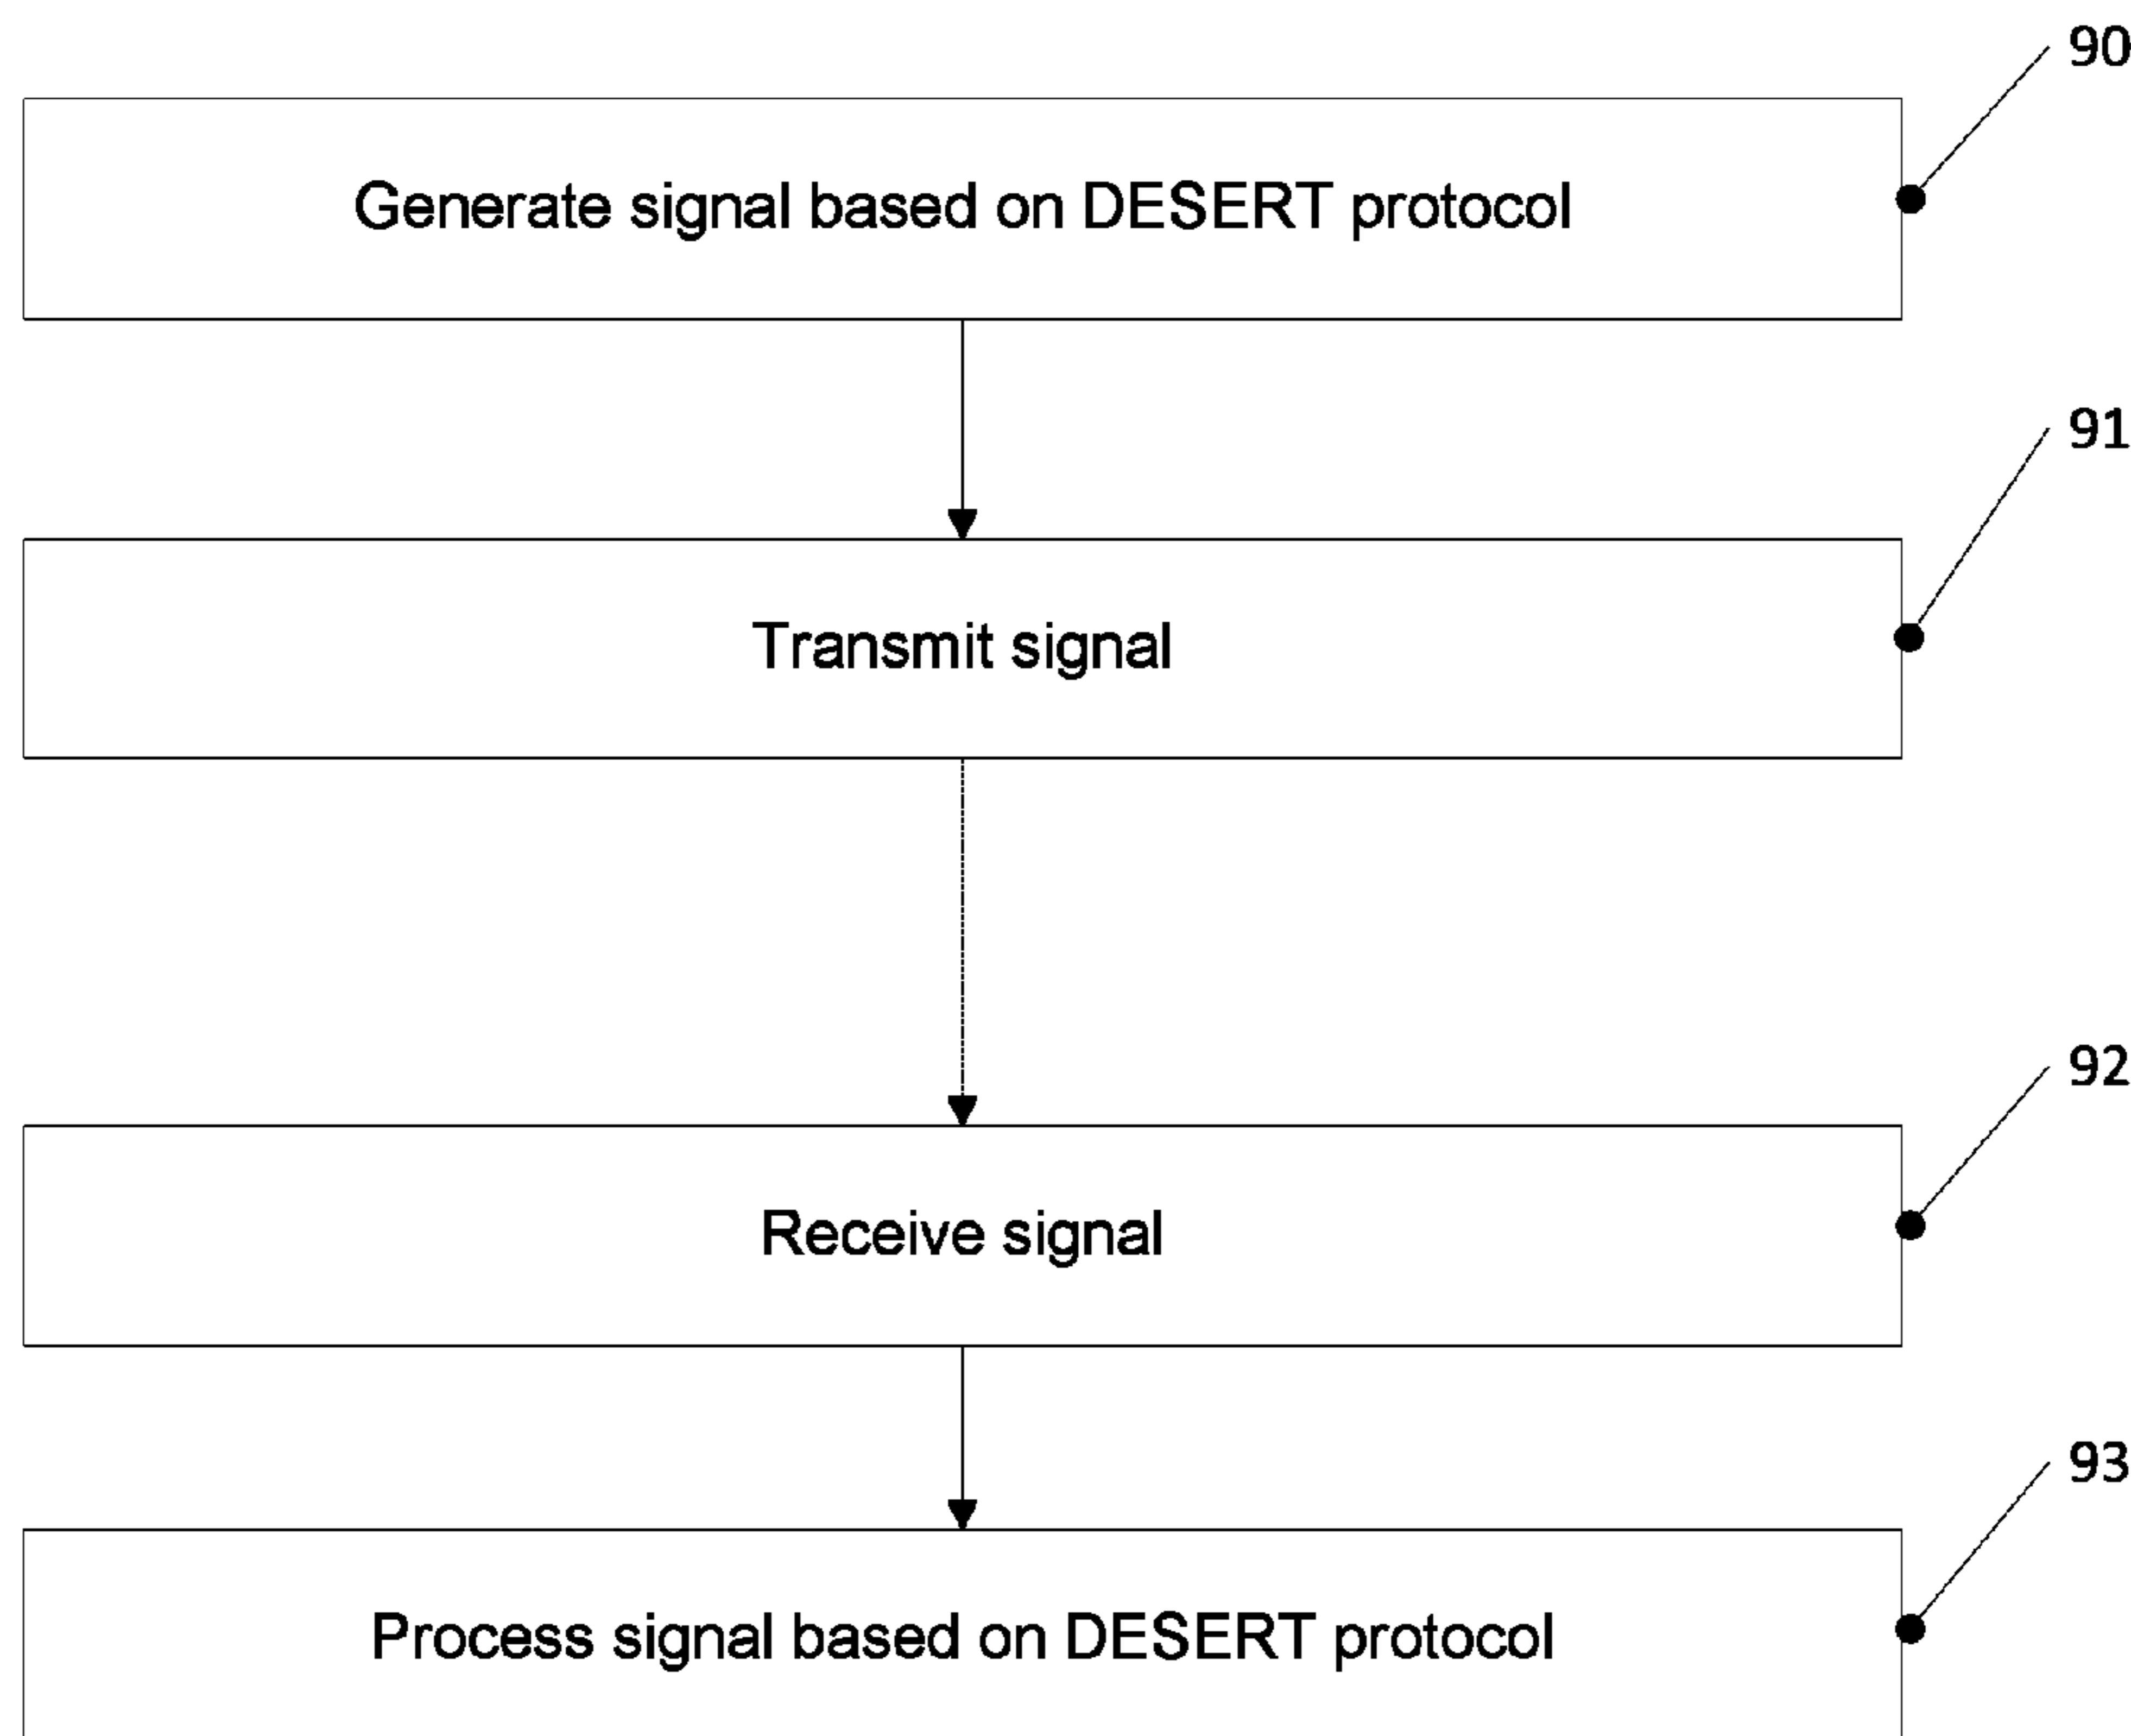 90
Generate signal based on DESERT protocol
91
Transmit signal
92
Receive signal
93
Process signal based on DESERT protocol